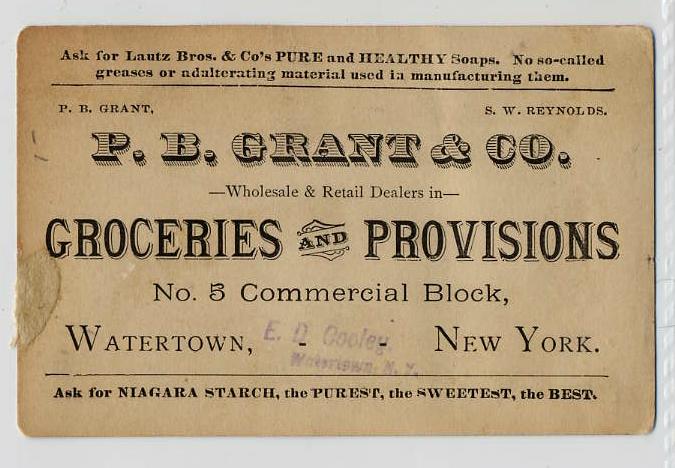 Ask for Lautz Bros. & Co's PURE and HEALTHY Soaps. No so-called
greases or adulterating material used in manufacturing them.
P. B. GRANT,
S. W. REYNOLDS.
P. B. GRANT & CO.
—Wholesale & Retail Dealers in—
GROCERIES AND PROVISIONS
No. 5 Commercial Block,
WATERTOWN, - NEW YORK.
E. D. Cooley
Watertown, N. Y.
Ask for NIAGARA STARCH, the PUREST, the SWEETEST, the BEST.